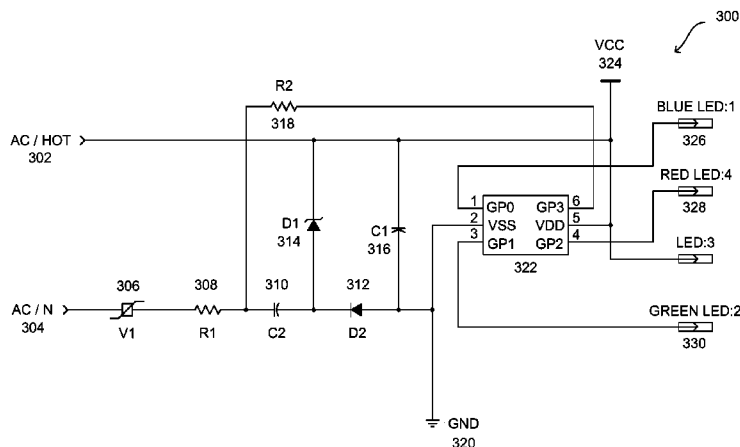 300
VCC
324
R2
318
BLUE LED:1
326
AC / HOT
302
RED LED:4
328
D1
314
C1
316
1 GP0 GP3 6
2 VSS VDD 5
3 GP1 GP2 4
322
LED:3
306
308
310
312
AC / N
304
V1
R1
C2
D2
GREEN LED:2
330
GND
320